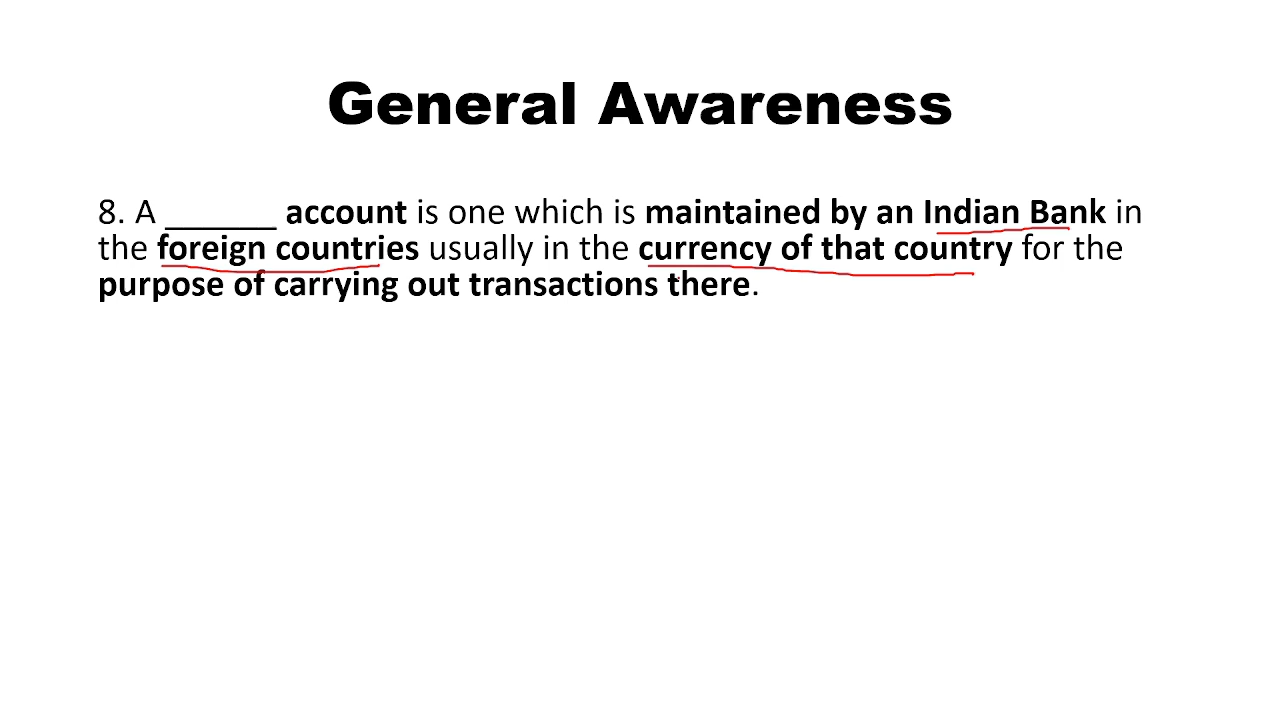 General Awareness
8. A ______ account is one which is maintained by an Indian Bank in
the foreign countries usually in the currency of that country for the
purpose of carrying out transactions there.